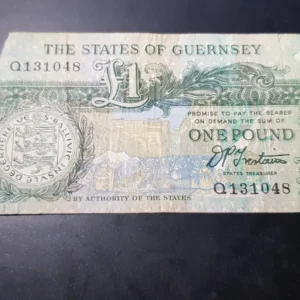 THE STATES OF GUERNSEY
Q131048
£1
PROMISE TO PAY THE BEARER
ON DEMAND THE SUM OF
ONE POUND
STATES TREASURER
Q131048
BY AUTHORITY OF THE STATES